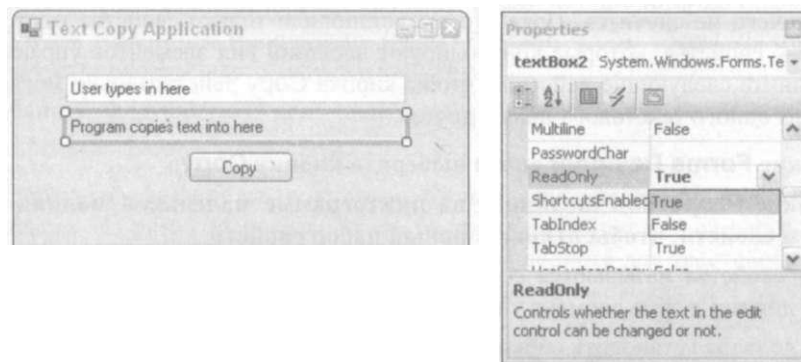 Text Copy Application
User types in here
Program copies text into here
Copy
Properties
textBox2 System.Windows.Forms.Te
Multiline False
PasswordChar
ReadOnly True
ShortcutsEnabled True
TabIndex False
TabStop True
False
ReadOnly
Controls whether the text in the edit
control can be changed or not.